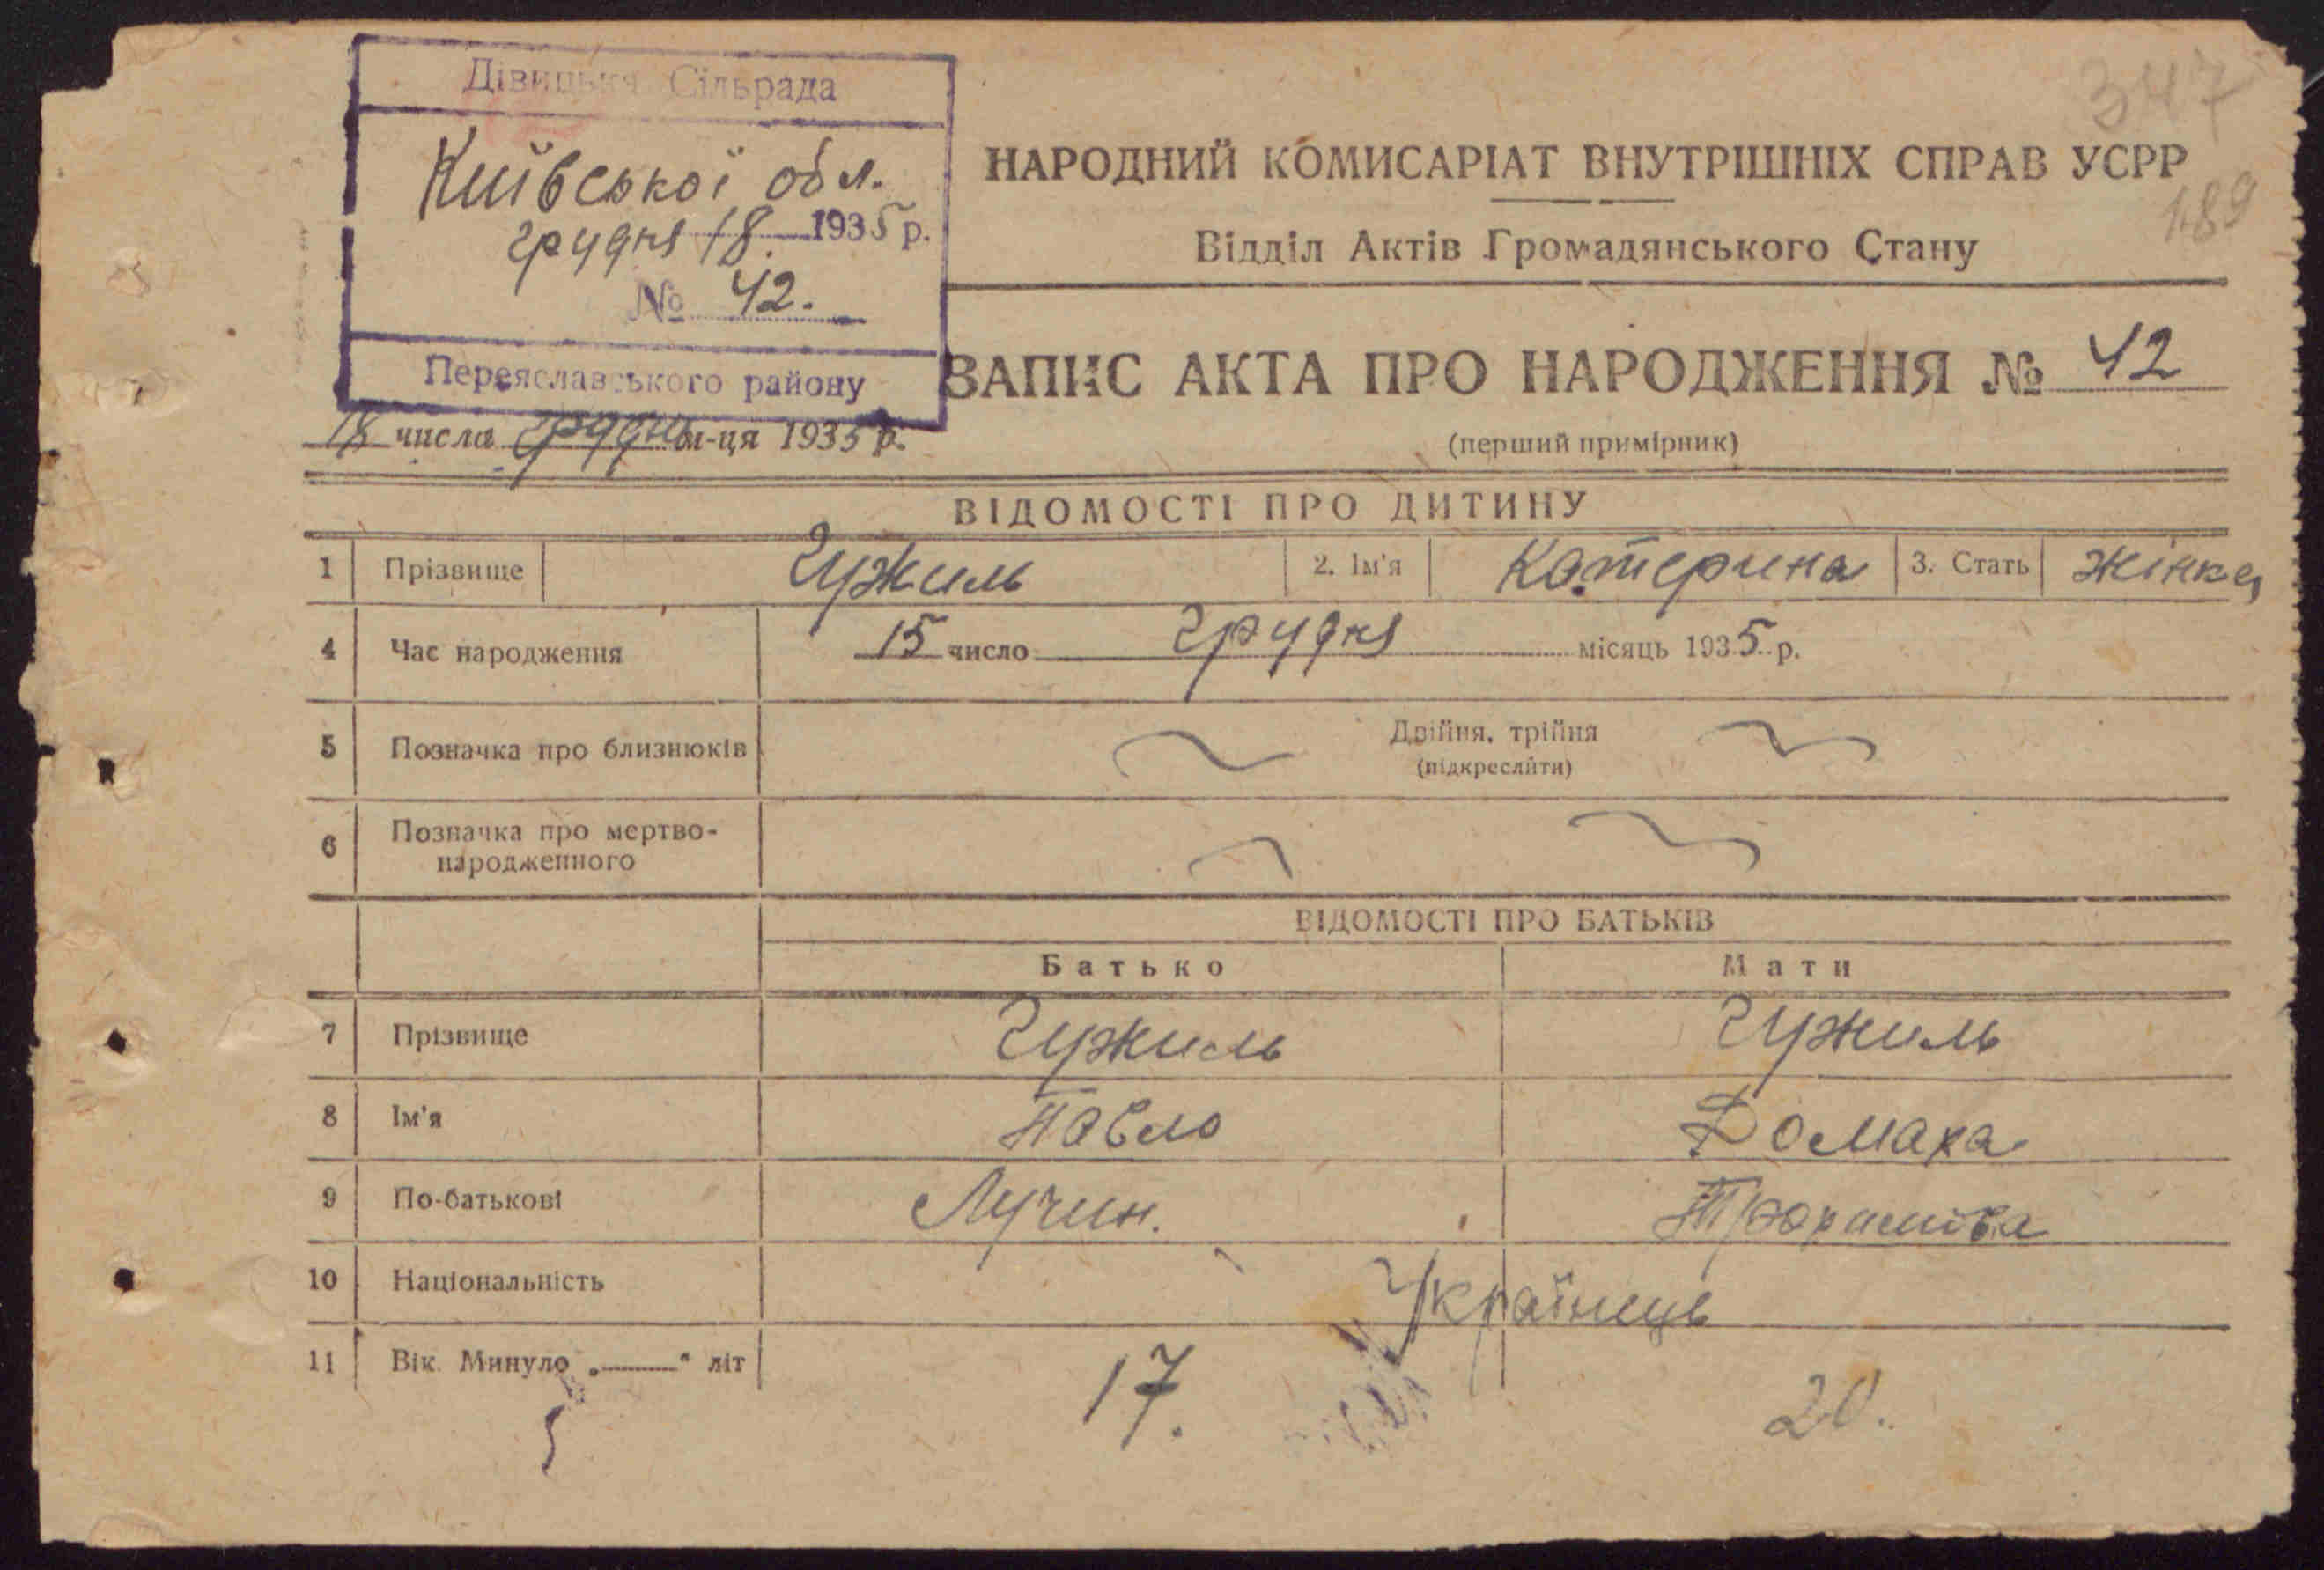 Дівицька Сільрада
Київської обл.
грудня 18. 1935 р.
№ 42.
Переяславського району
347
189
НАРОДНИЙ КОМИСАРІАТ ВНУТРІШНІХ СПРАВ УСРР
Відділ Актів Громадянського Стану
ЗАПИС АКТА ПРО НАРОДЖЕННЯ № 42
18 числа грудня м-ця 1935 р.
(перший примірник)
ВІДОМОСТІ ПРО ДИТИНУ
1 Прізвище Гужиль 2. Ім'я Катерина 3. Стать жінка
4 Час народження 15 число грудня місяць 1935 р.
5 Позначка про близнюків Двійня, трійня
(підкреслити)
6 Позначка про мертво-
народженного
ВІДОМОСТІ ПРО БАТЬКІВ
Батько Мати
7 Прізвище Гужиль Гужиль
8 Ім'я Павло Домаха
9 По-батькові Лучин.
10 Національність Українець
11 Вік. Минуло „ " літ 17. 20.